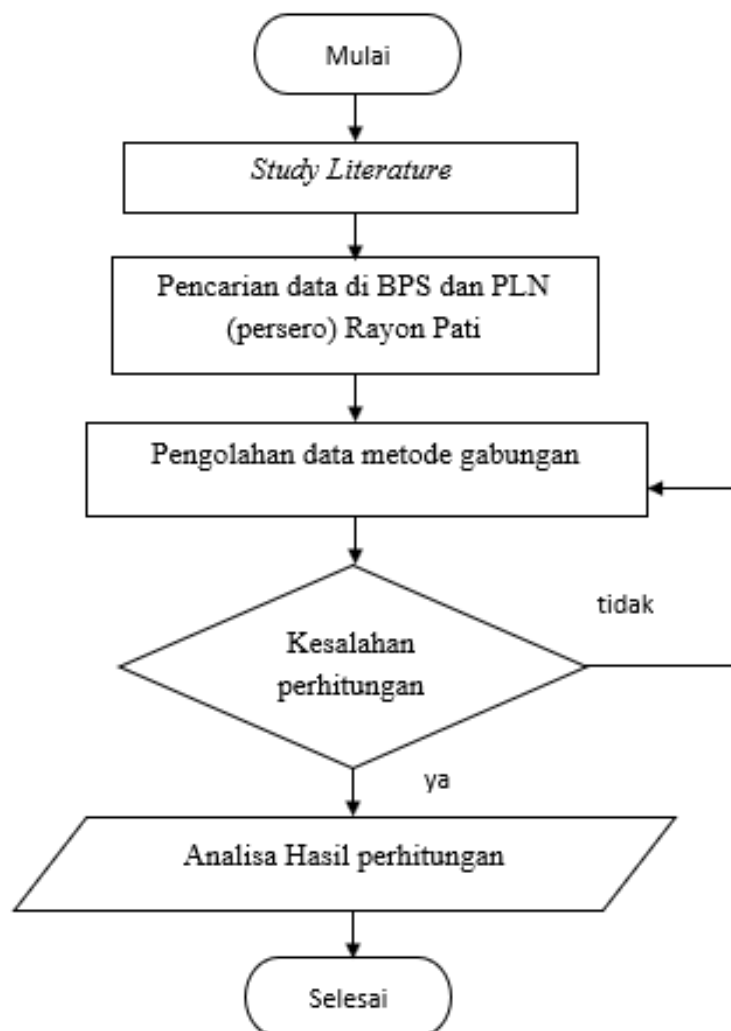 Mulai
Study Literature
Pencarian data di BPS dan PLN
(persero) Rayon Pati
Pengolahan data metode gabungan
tidak
Kesalahan
perhitungan
ya
Analisa Hasil perhitungan
Selesai